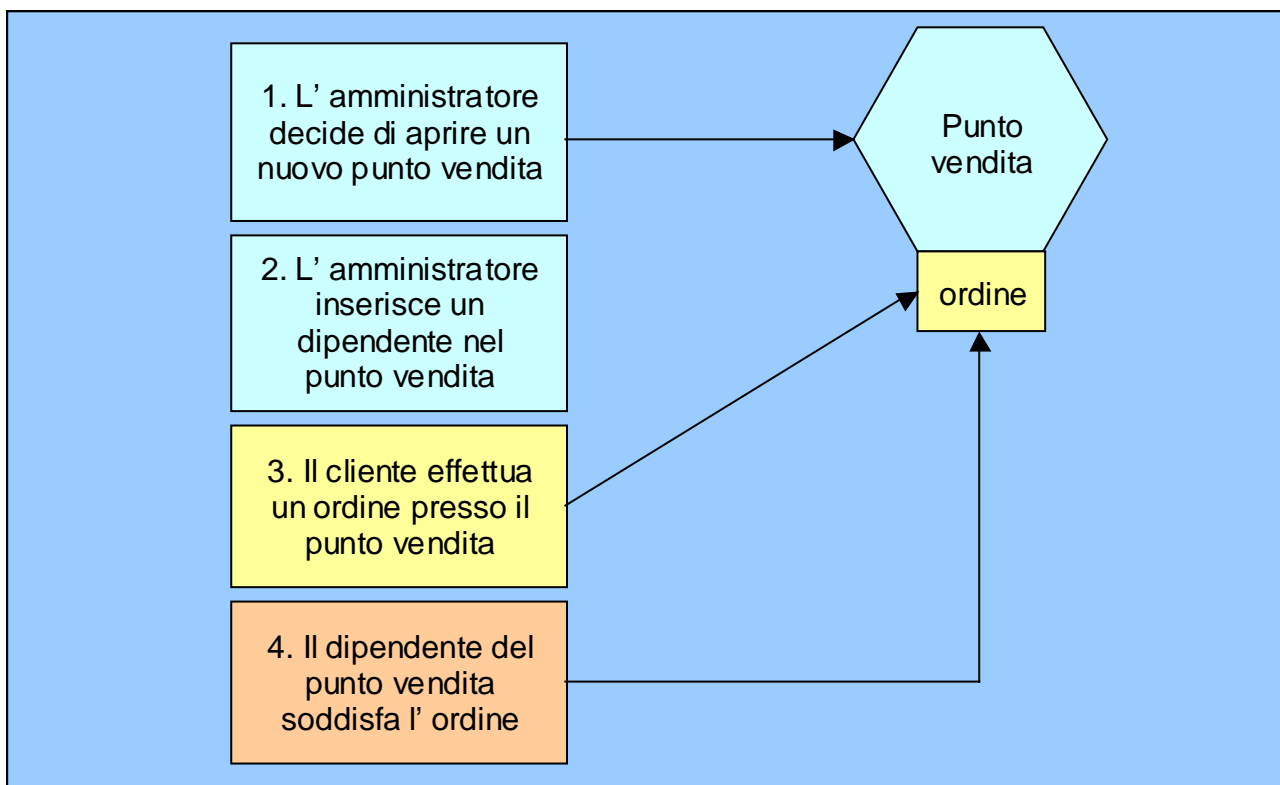 1. L' amministratore
decide di aprire un
nuovo punto vendita
Punto
vendita
2. L' amministratore
inserisce un
dipendente nel
punto vendita
ordine
3. Il cliente effettua
un ordine presso il
punto vendita
4. Il dipendente del
punto vendita
soddisfa l' ordine